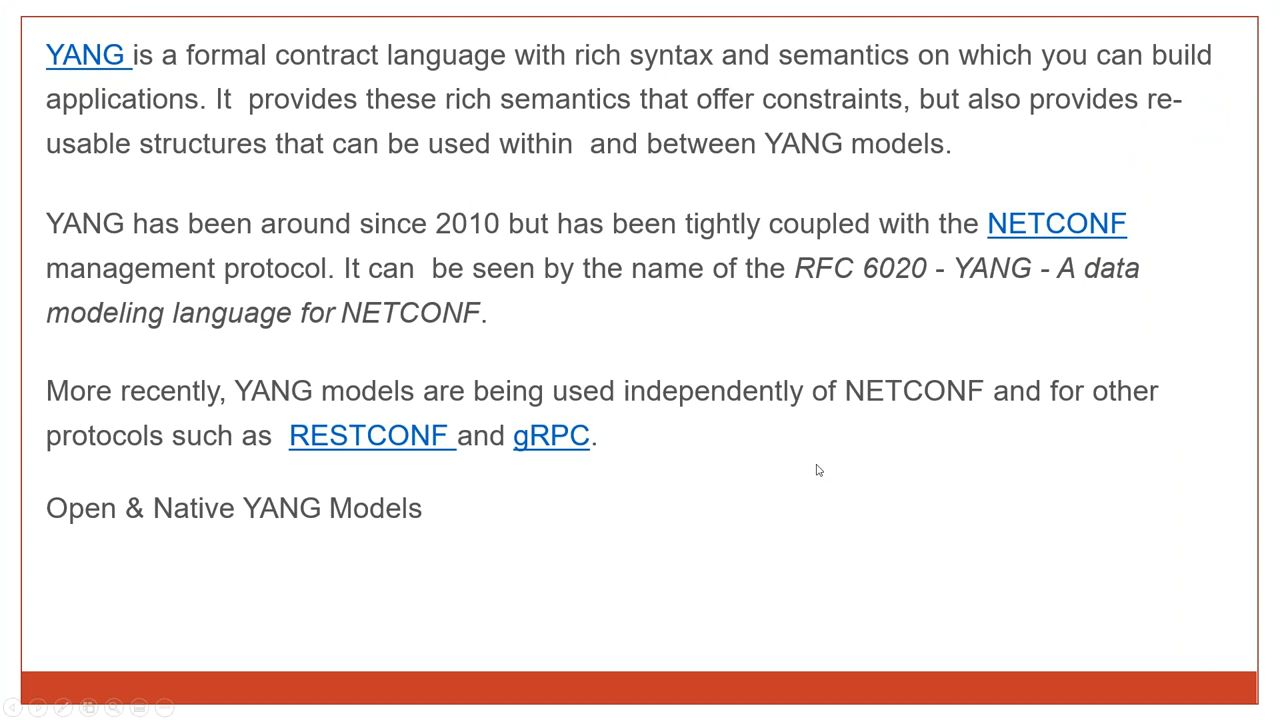 YANG is a formal contract language with rich syntax and semantics on which you can build
applications. It  provides these rich semantics that offer constraints, but also provides re-
usable structures that can be used within  and between YANG models.
YANG has been around since 2010 but has been tightly coupled with the NETCONF
management protocol. It can  be seen by the name of the RFC 6020 - YANG - A data
modeling language for NETCONF.
More recently, YANG models are being used independently of NETCONF and for other
protocols such as  RESTCONF and gRPC.
Open & Native YANG Models